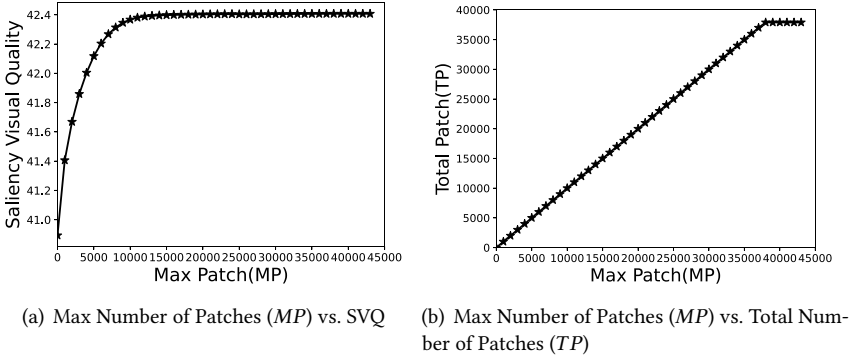 42.4
42.2
42.0
41.8
41.6
41.4
41.2
41.0
Saliency Visual Quality
0 5000 10000 15000 20000 25000 30000 35000 40000 45000
Max Patch(MP)
(a) Max Number of Patches (MP) vs. SVQ
40000
35000
30000
25000
20000
15000
10000
5000
0
Total Patch(TP)
0 5000 10000 15000 20000 25000 30000 35000 40000 45000
Max Patch(MP)
(b) Max Number of Patches (MP) vs. Total Num-
ber of Patches (TP)